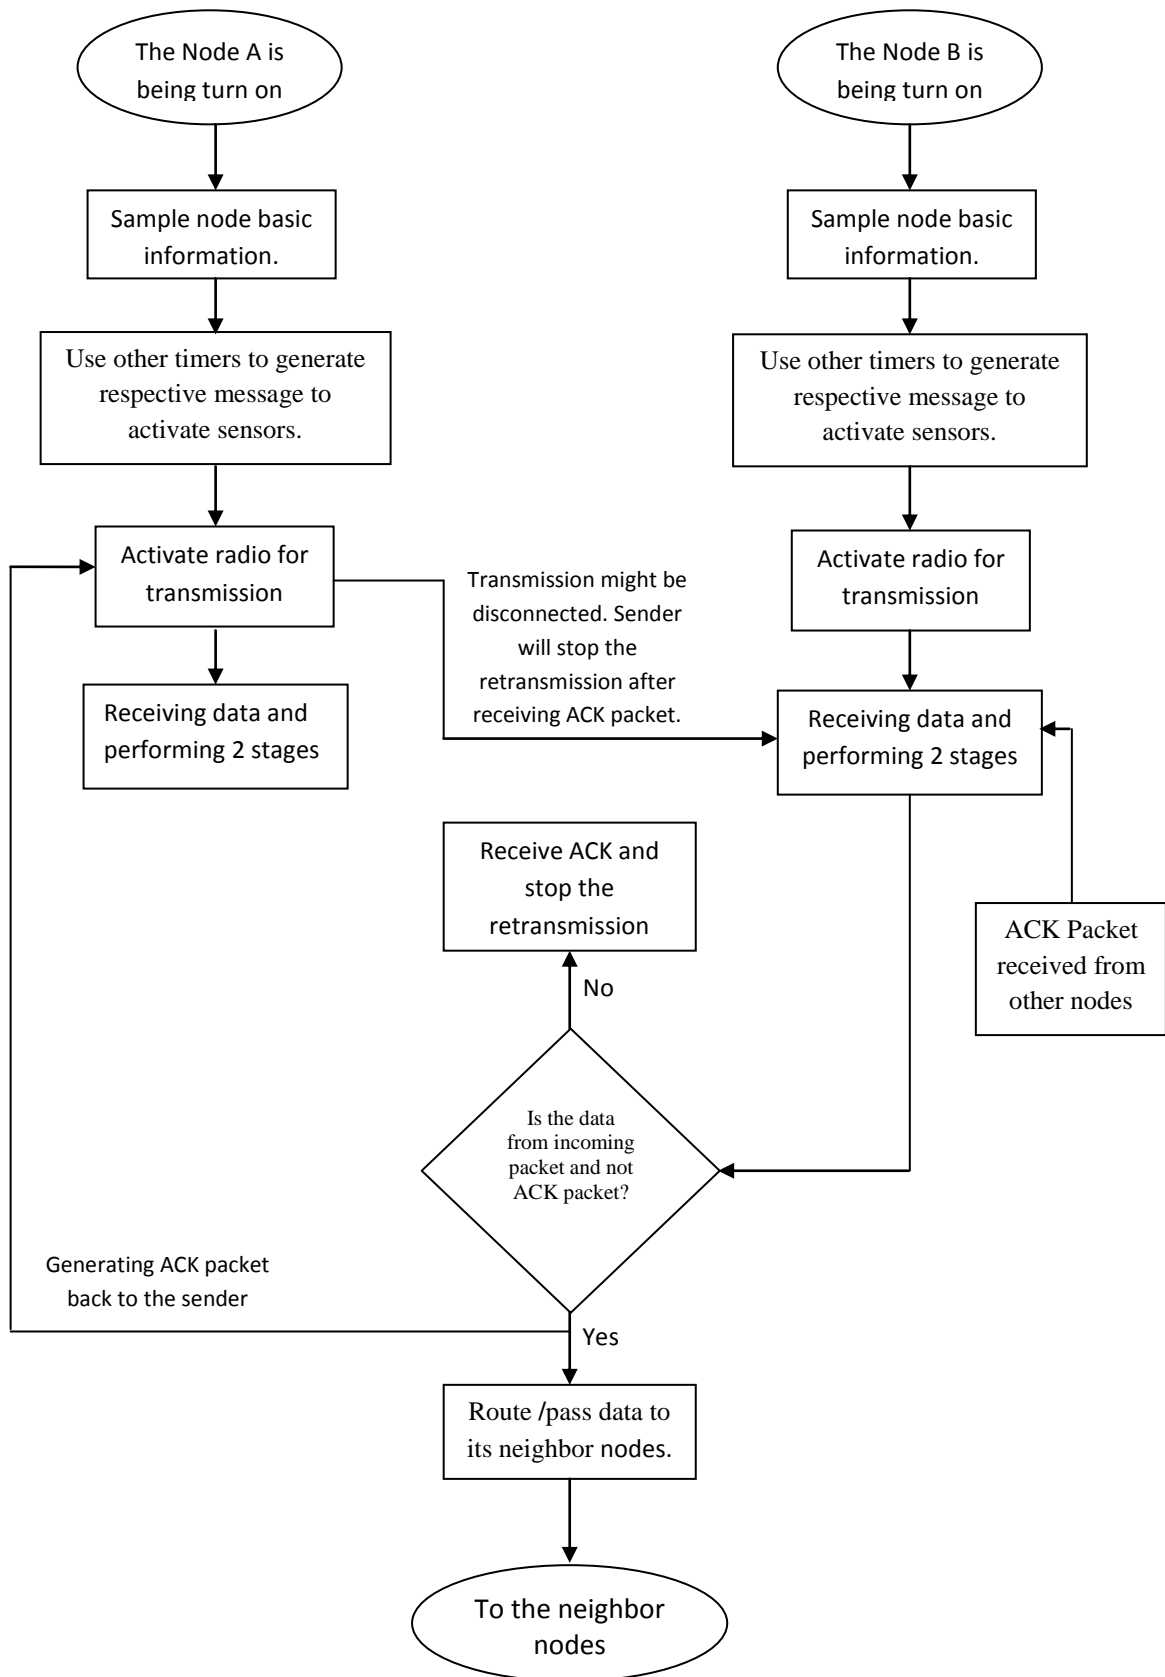 The Node A is
being turn on
The Node B is
being turn on
Sample node basic
information.
Sample node basic
information.
Use other timers to generate
respective message to
activate sensors.
Use other timers to generate
respective message to
activate sensors.
Activate radio for
transmission
Transmission might be
disconnected. Sender
will stop the
retransmission after
receiving ACK packet.
Activate radio for
transmission
Receiving data and
performing 2 stages
Receiving data and
performing 2 stages
Receive ACK and
stop the
retransmission
ACK Packet
received from
other nodes
No
Is the data
from incoming
packet and not
ACK packet?
Generating ACK packet
back to the sender
Yes
Route /pass data to
its neighbor nodes.
To the neighbor
nodes